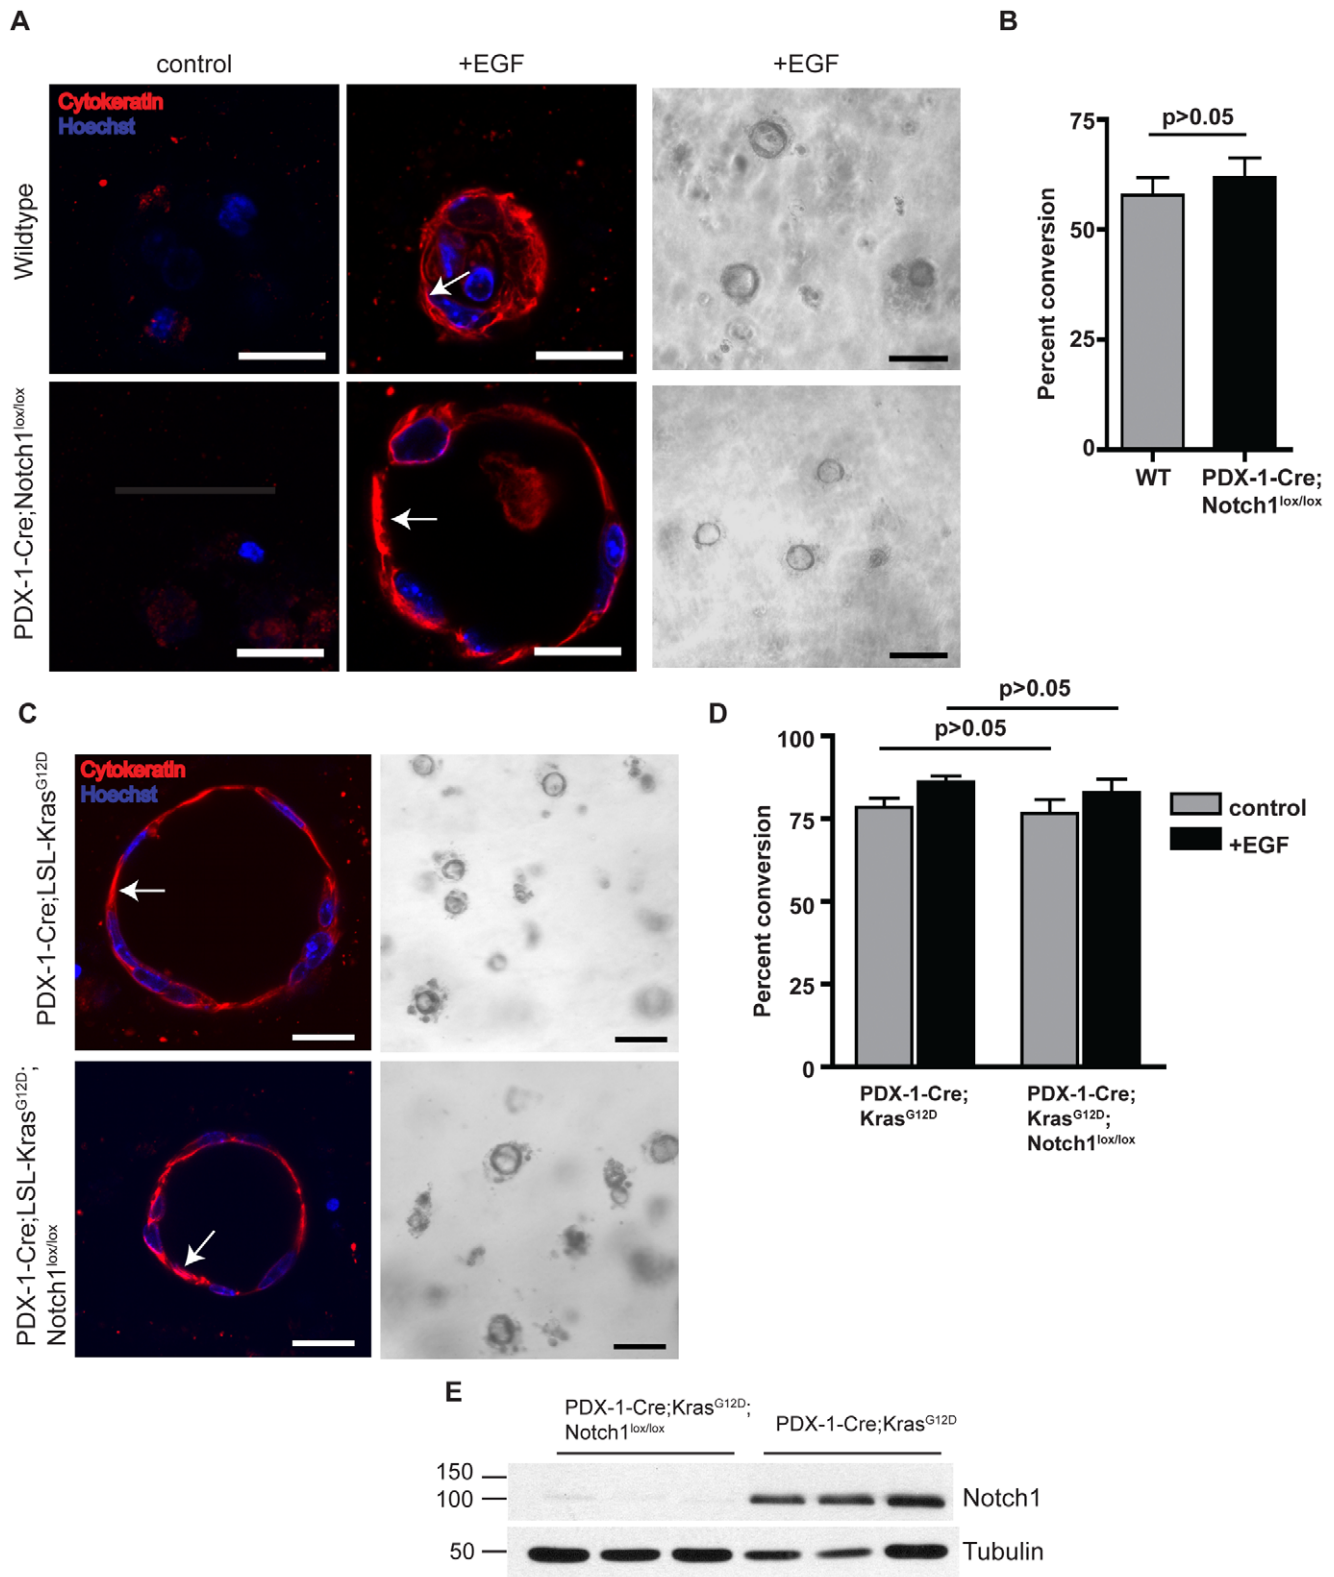 A
control
+EGF
+EGF
Cytokeratin
Hoechst
Wildtype
PDX-1-Cre;Notch1lox/lox
B
p>0.05
75
50
25
0
Percent conversion
WT
PDX-1-Cre;
Notch1lox/lox
C
Cytokeratin
Hoechst
PDX-1-Cre;LSL-KrasG12D
PDX-1-Cre;LSL-KrasG12D;
Notch1lox/lox
D
p>0.05
p>0.05
100
75
50
25
0
Percent conversion
control
+EGF
PDX-1-Cre;
KrasG12D
PDX-1-Cre;
KrasG12D;
Notch1lox/lox
E
PDX-1-Cre;KrasG12D;
Notch1lox/lox
PDX-1-Cre;KrasG12D
150
100
Notch1
50
Tubulin